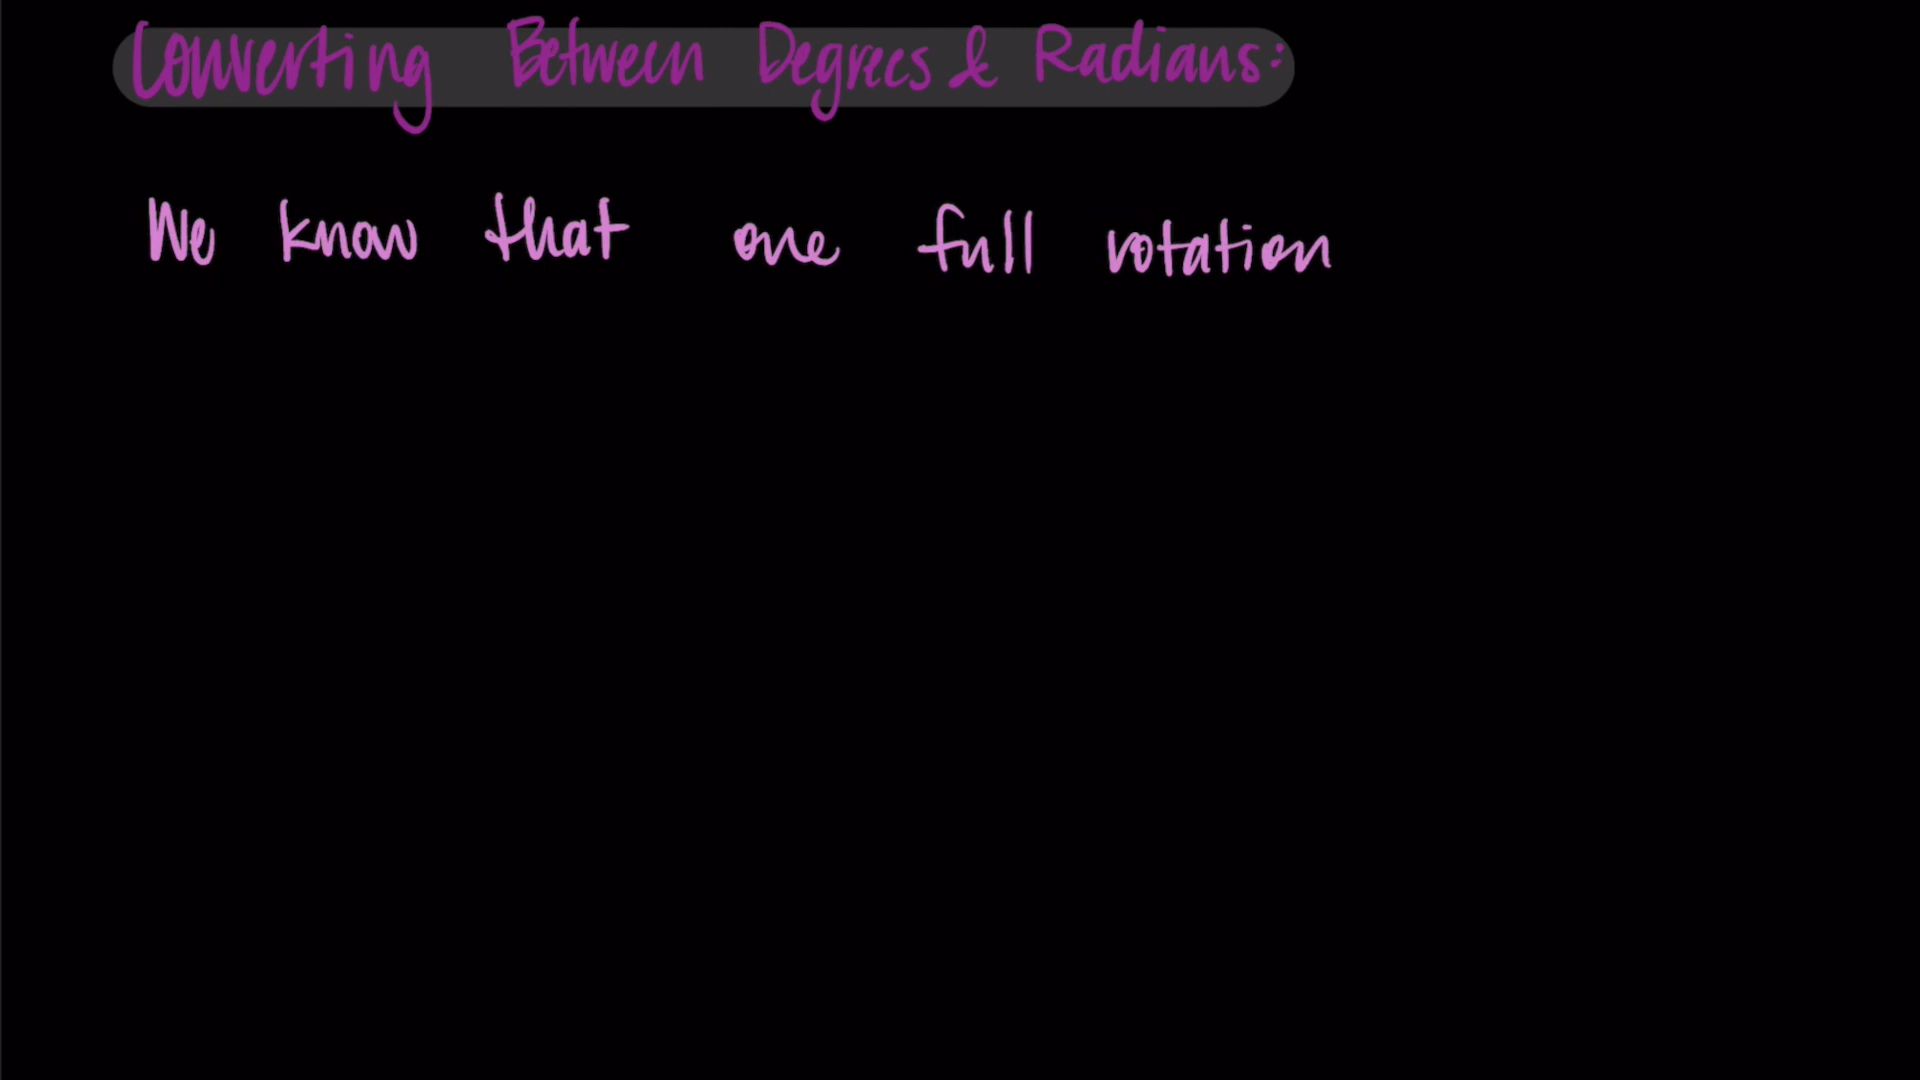 Converting Between Degrees & Radians:
We know that one full rotation